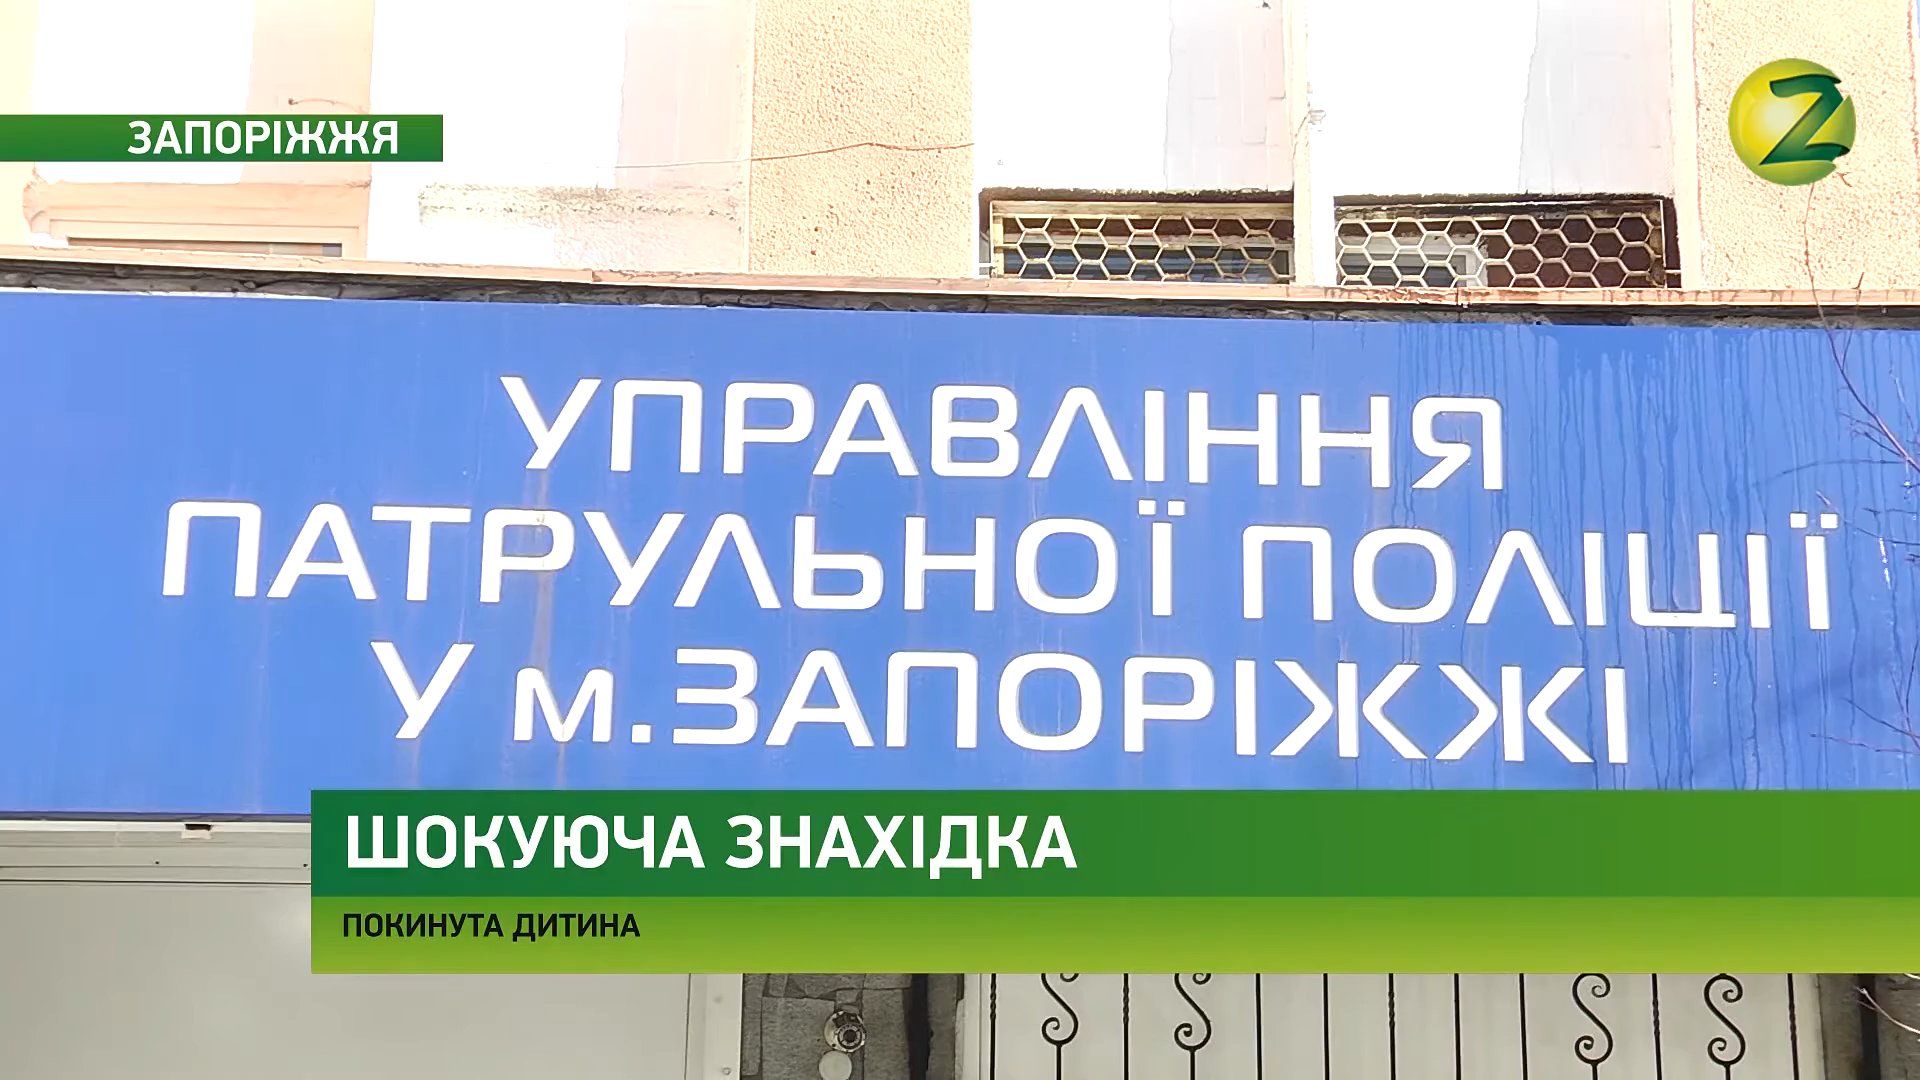 ЗАПОРІЖЖЯ
Z
УПРАВЛІННЯ
ПАТРУЛЬНОЇ ПОЛІЦІЇ
У м.ЗАПОРІЖЖІ
ШОКУЮЧА ЗНАХІДКА
ПОКИНУТА ДИТИНА